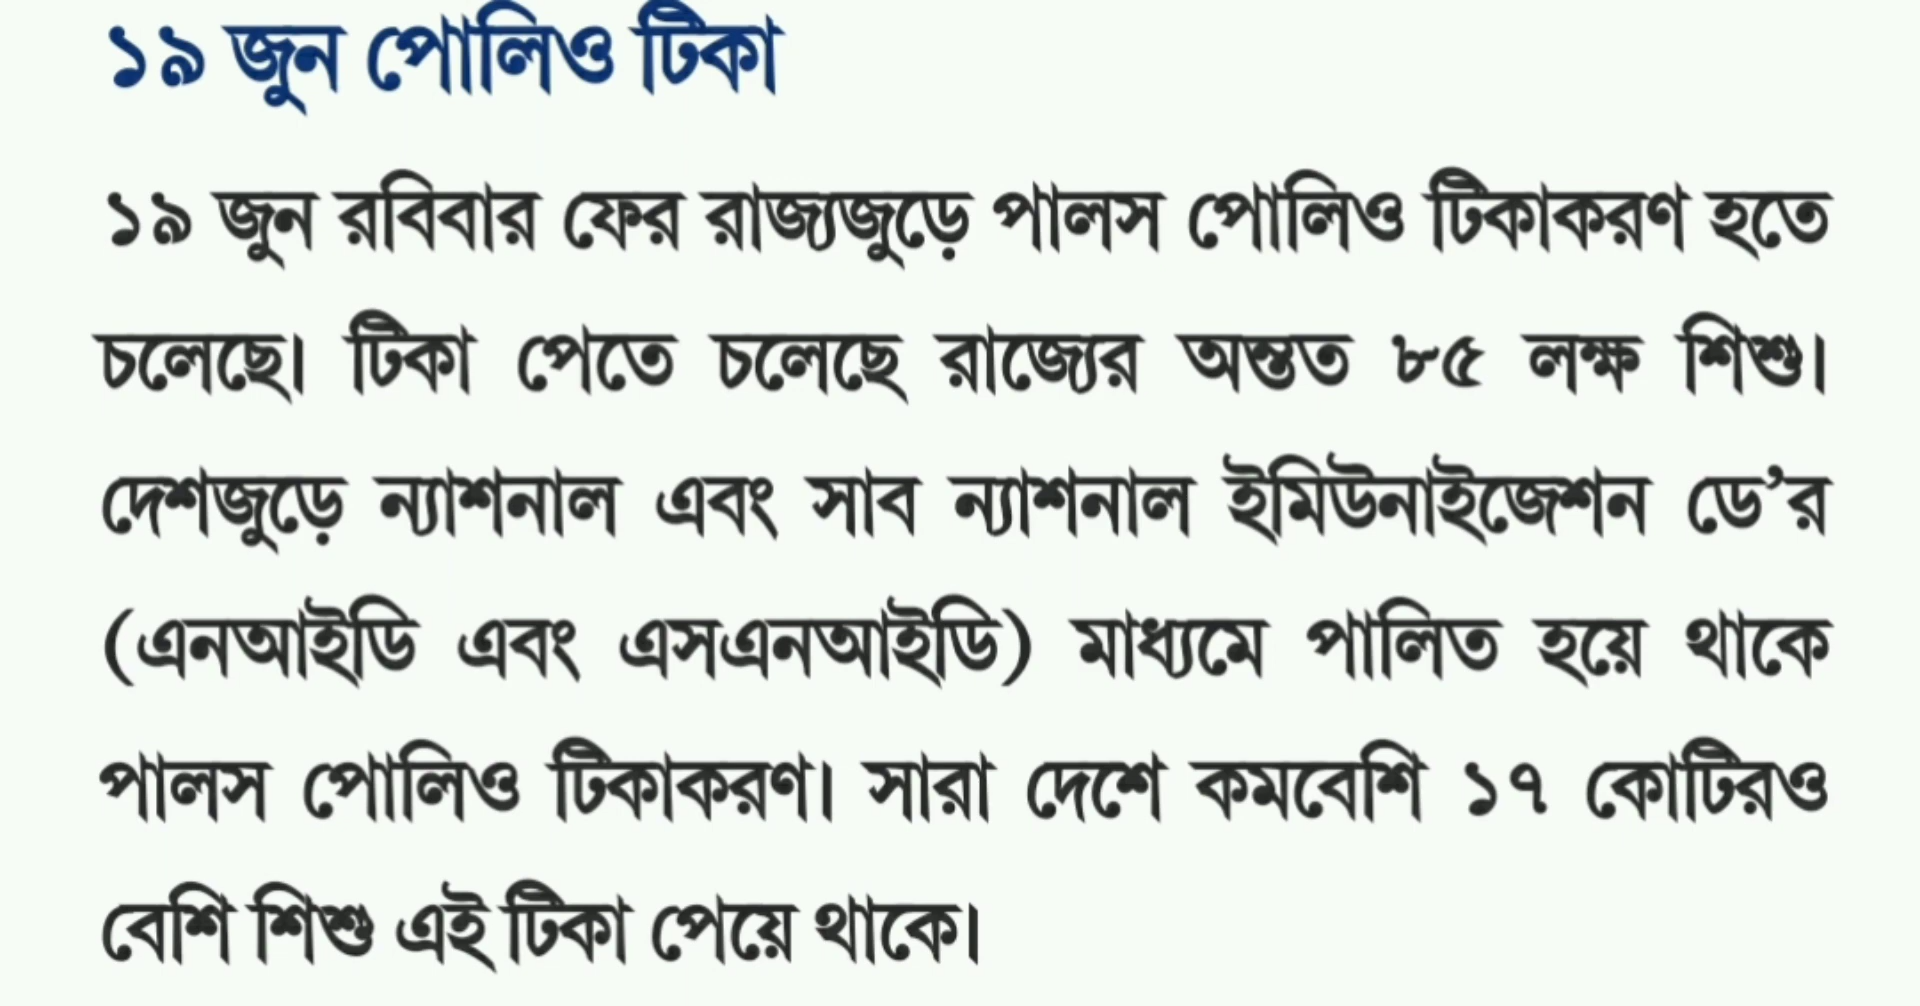 ১৯ জুন পোলিও টিকা
১৯ জুন রবিবার ফের রাজ্যজুড়ে পালস পোলিও টিকাকরণ হতে
চলেছে। টিকা পেতে চলেছে রাজ্যের অন্তত ৮৫ লক্ষ শিশু।
দেশজুড়ে ন্যাশনাল এবং সাব ন্যাশনাল ইমিউনাইজেশন ডে’র
(এনআইডি এবং এসএনআইডি) মাধ্যমে পালিত হয়ে থাকে
পালস পোলিও টিকাকরণ। সারা দেশে কমবেশি ১৭ কোটিরও
বেশি শিশু এই টিকা পেয়ে থাকে।